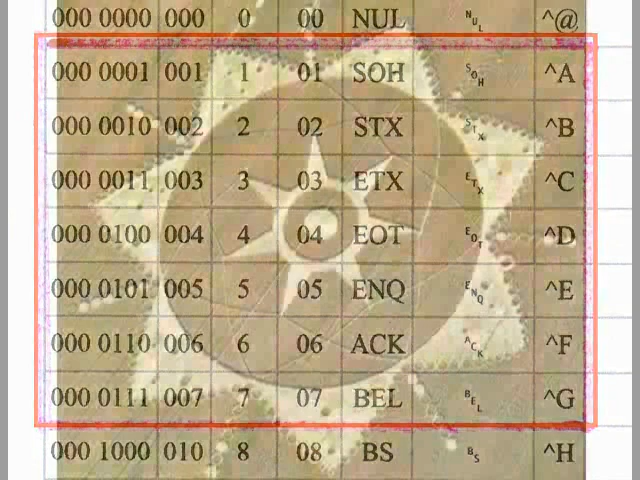 000 0000 000 0 00 NUL ␀ ^@
000 0001 001 1 01 SOH ␁ ^A
000 0010 002 2 02 STX ␂ ^B
000 0011 003 3 03 ETX ␃ ^C
000 0100 004 4 04 EOT ␄ ^D
000 0101 005 5 05 ENQ ␅ ^E
000 0110 006 6 06 ACK ␆ ^F
000 0111 007 7 07 BEL ␇ ^G
000 1000 010 8 08 BS ␈ ^H